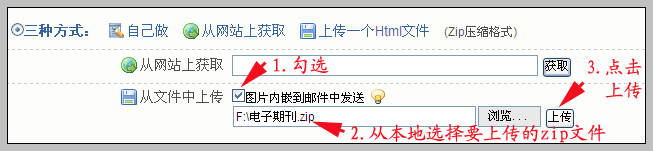 三种方式: 自己做 从网站上获取 上传一个Html文件 (Zip压缩格式)
从网站上获取 获取
1.勾选
3.点击
上传
从文件中上传 图片内嵌到邮件中发送
F:\电子期刊.zip 浏览... 上传
2.从本地选择要上传的zip文件